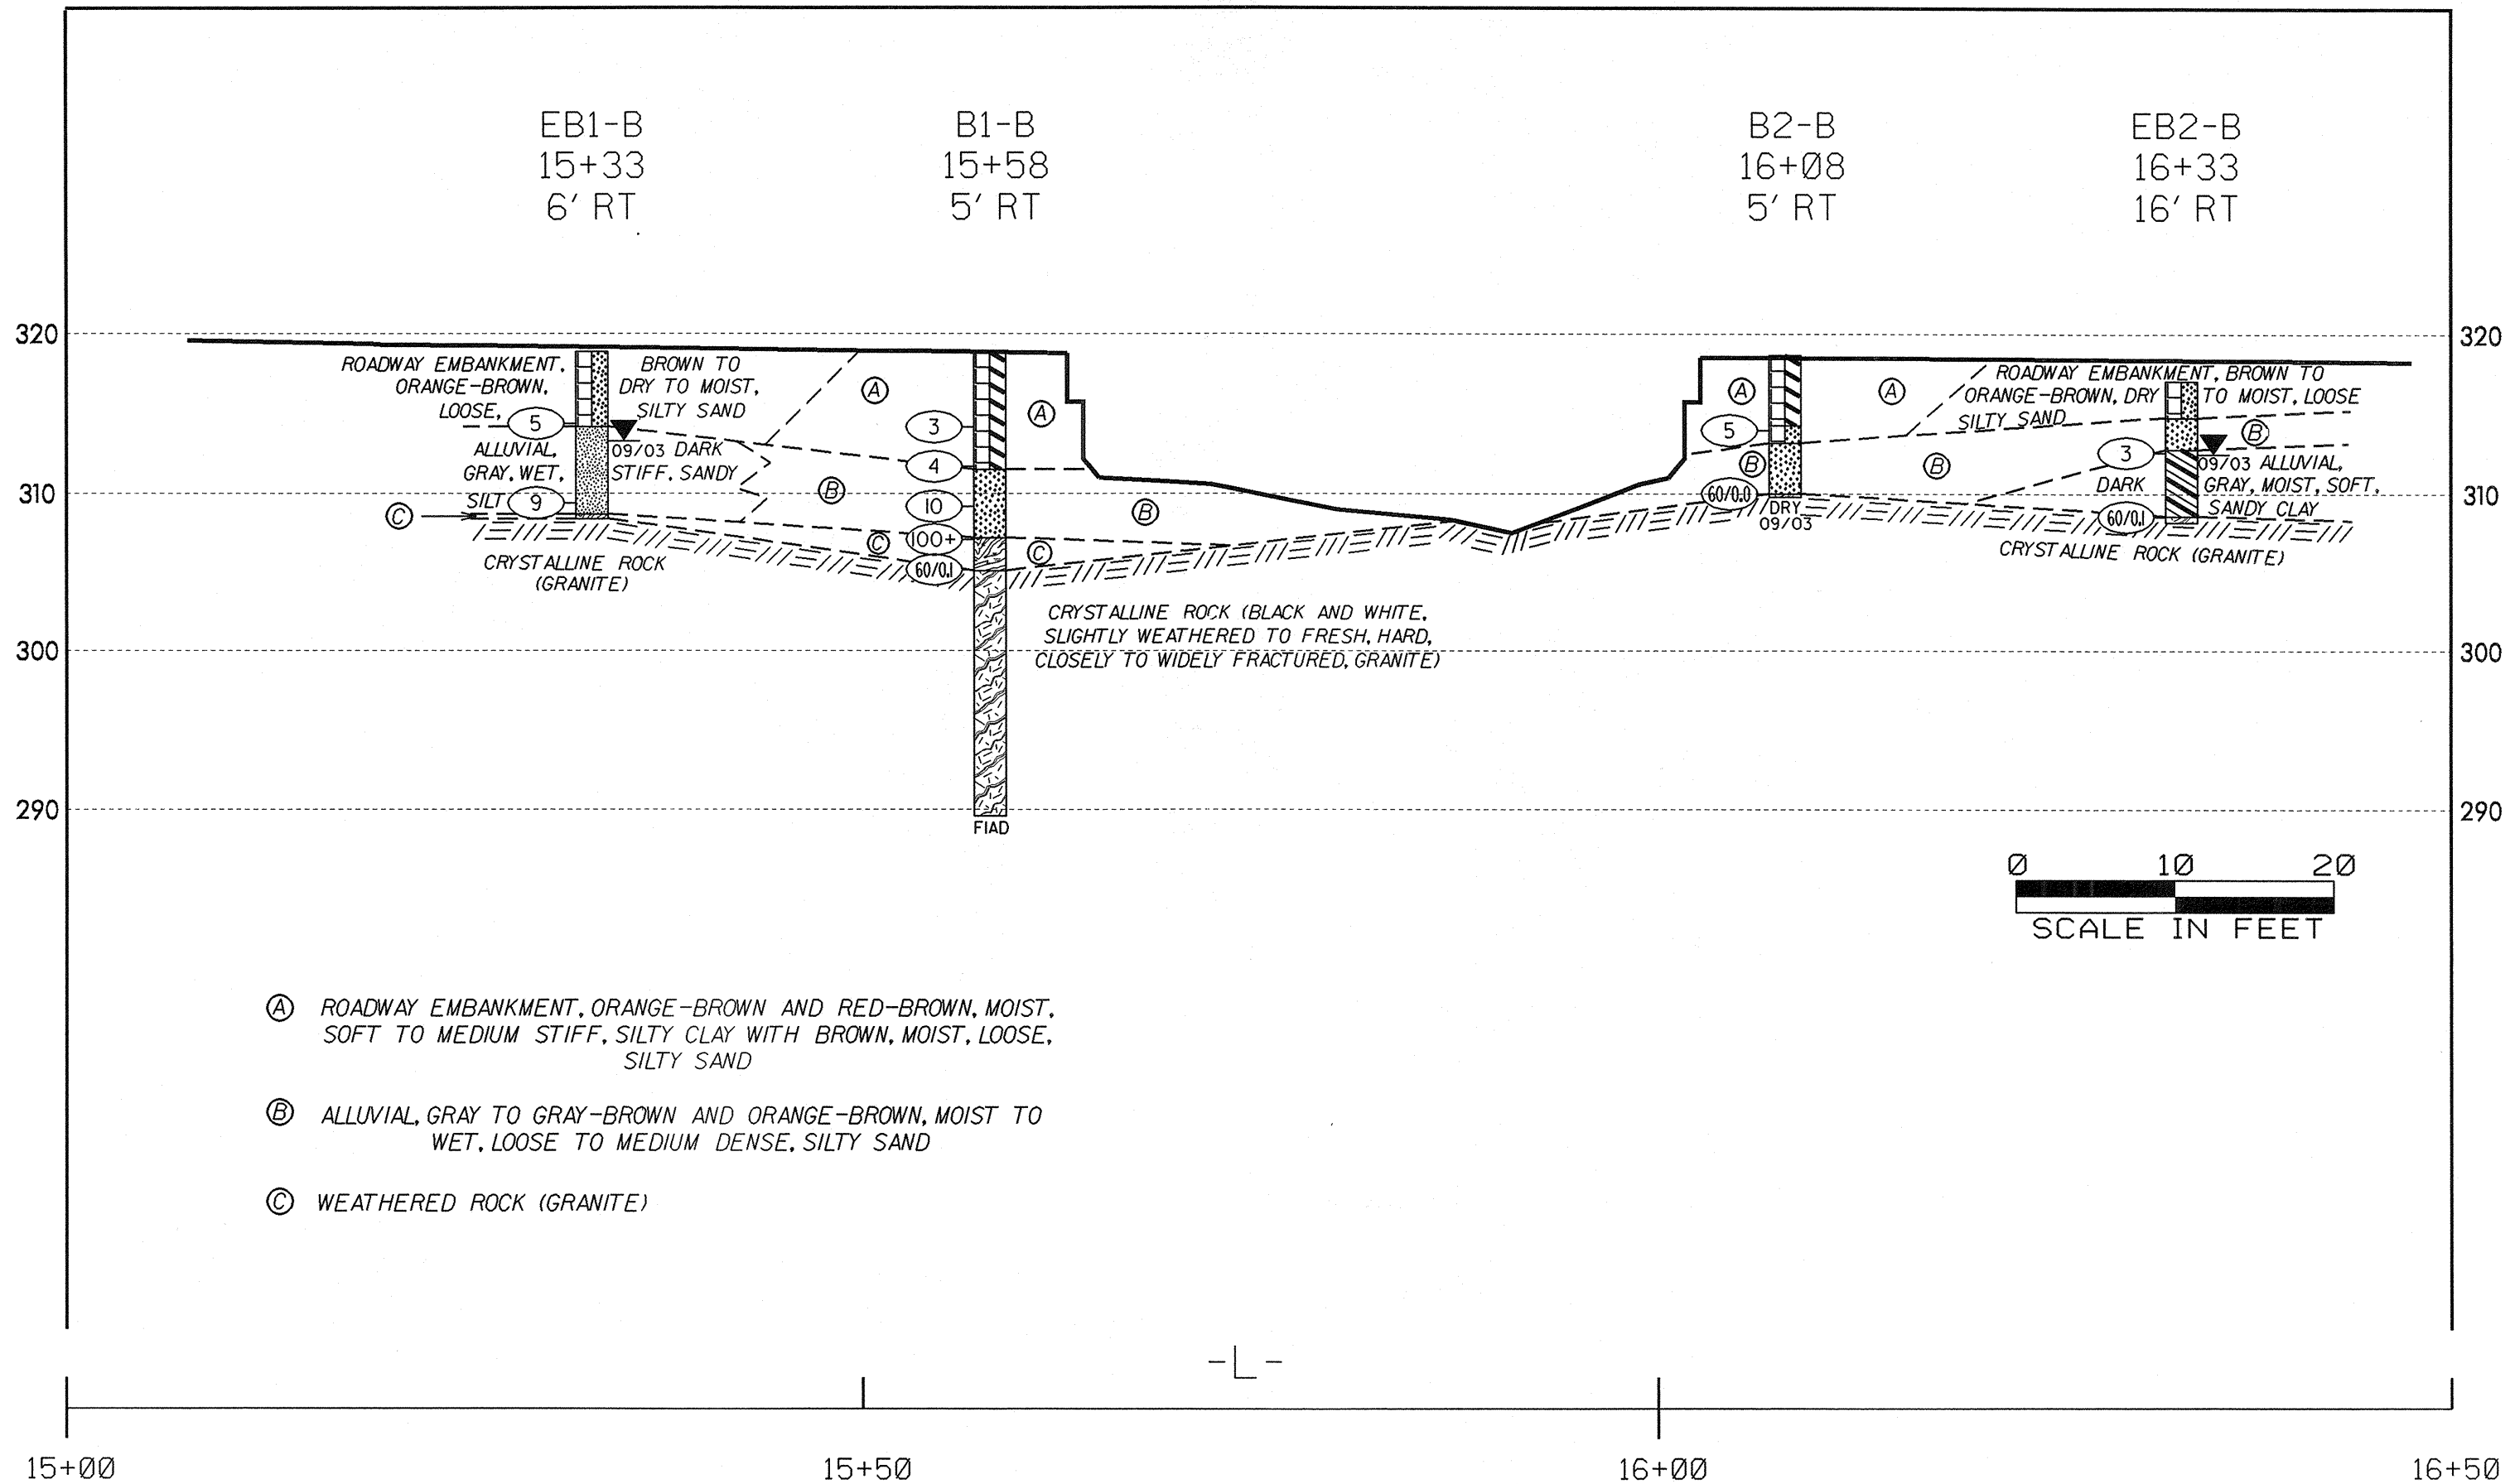 EB1-B
15+33
6' RT
B1-B
15+58
5' RT
B2-B
16+08
5' RT
EB2-B
16+33
16' RT
320
320
ROADWAY EMBANKMENT, BROWN TO
ORANGE-BROWN, DRY TO MOIST,
LOOSE, SILTY SAND
5
09/03
ALLUVIAL, DARK
GRAY, WET, STIFF, SANDY
SILT
9
C
CRYSTALLINE ROCK
(GRANITE)
A
B
C
3
4
10
100+
60/0.1
A
B
C
FIAD
CRYSTALLINE ROCK (BLACK AND WHITE,
SLIGHTLY WEATHERED TO FRESH, HARD,
CLOSELY TO WIDELY FRACTURED, GRANITE)
A
5
B
60/0.0
DRY
09/03
A
B
ROADWAY EMBANKMENT, BROWN TO
ORANGE-BROWN, DRY TO MOIST, LOOSE
SILTY SAND
B
3
09/03
ALLUVIAL,
DARK GRAY, MOIST, SOFT,
SANDY CLAY
60/0.1
CRYSTALLINE ROCK (GRANITE)
310
310
300
300
290
290
0 10 20
SCALE IN FEET
A ROADWAY EMBANKMENT, ORANGE-BROWN AND RED-BROWN, MOIST,
SOFT TO MEDIUM STIFF, SILTY CLAY WITH BROWN, MOIST, LOOSE,
SILTY SAND
B ALLUVIAL, GRAY TO GRAY-BROWN AND ORANGE-BROWN, MOIST TO
WET, LOOSE TO MEDIUM DENSE, SILTY SAND
C WEATHERED ROCK (GRANITE)
-L-
15+00 15+50 16+00 16+50